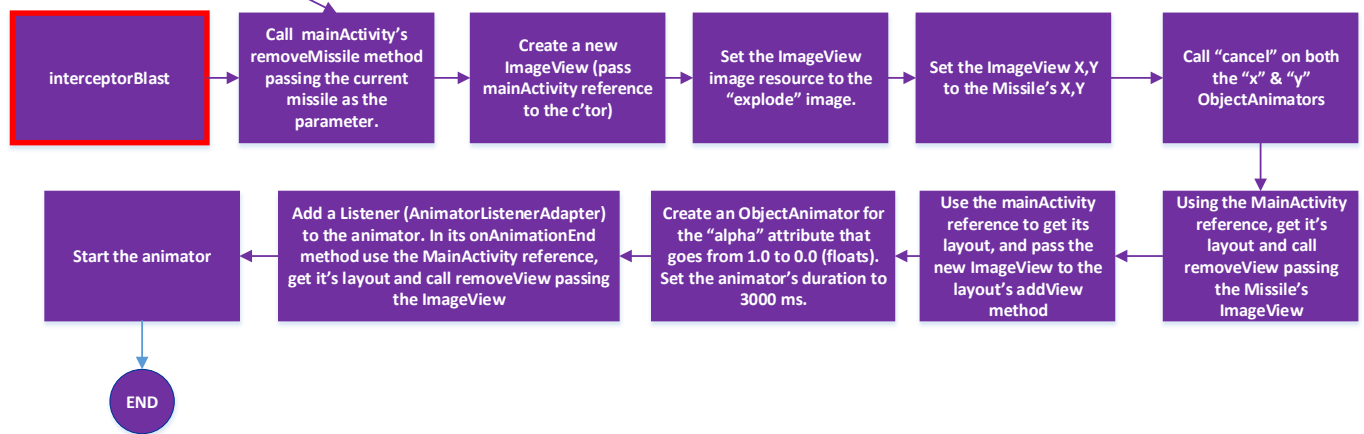 interceptorBlast
Call mainActivity's
removeMissile method
passing the current
missile as the
parameter.
Create a new
ImageView (pass
mainActivity reference
to the c'tor)
Set the ImageView
image resource to the
“explode” image.
Set the ImageView X,Y
to the Missile's X,Y
Call “cancel” on both
the “x” & “y”
ObjectAnimators
Using the MainActivity
reference, get it's
layout and call
removeView passing
the Missile's
ImageView
Use the mainActivity
reference to get its
layout, and pass the
new ImageView to the
layout's addView
method
Create an ObjectAnimator for
the “alpha” attribute that
goes from 1.0 to 0.0 (floats).
Set the animator's duration to
3000 ms.
Add a Listener (AnimatorListenerAdapter)
to the animator. In its onAnimationEnd
method use the MainActivity reference,
get it's layout and call removeView passing
the ImageView
Start the animator
END